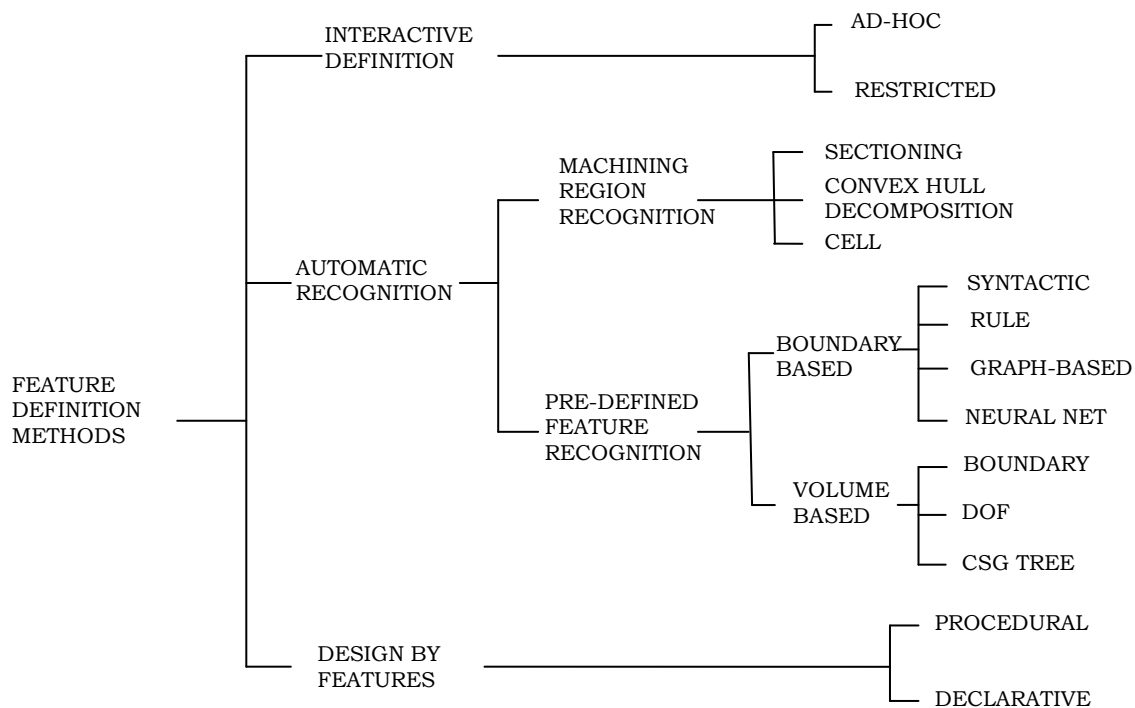 INTERACTIVE
DEFINITION
AD-HOC
RESTRICTED
MACHINING
REGION
RECOGNITION
SECTIONING
CONVEX HULL
DECOMPOSITION
CELL
AUTOMATIC
RECOGNITION
SYNTACTIC
RULE
BOUNDARY
BASED
GRAPH-BASED
NEURAL NET
FEATURE
DEFINITION
METHODS
PRE-DEFINED
FEATURE
RECOGNITION
BOUNDARY
VOLUME
BASED
DOF
CSG TREE
PROCEDURAL
DESIGN BY
FEATURES
DECLARATIVE